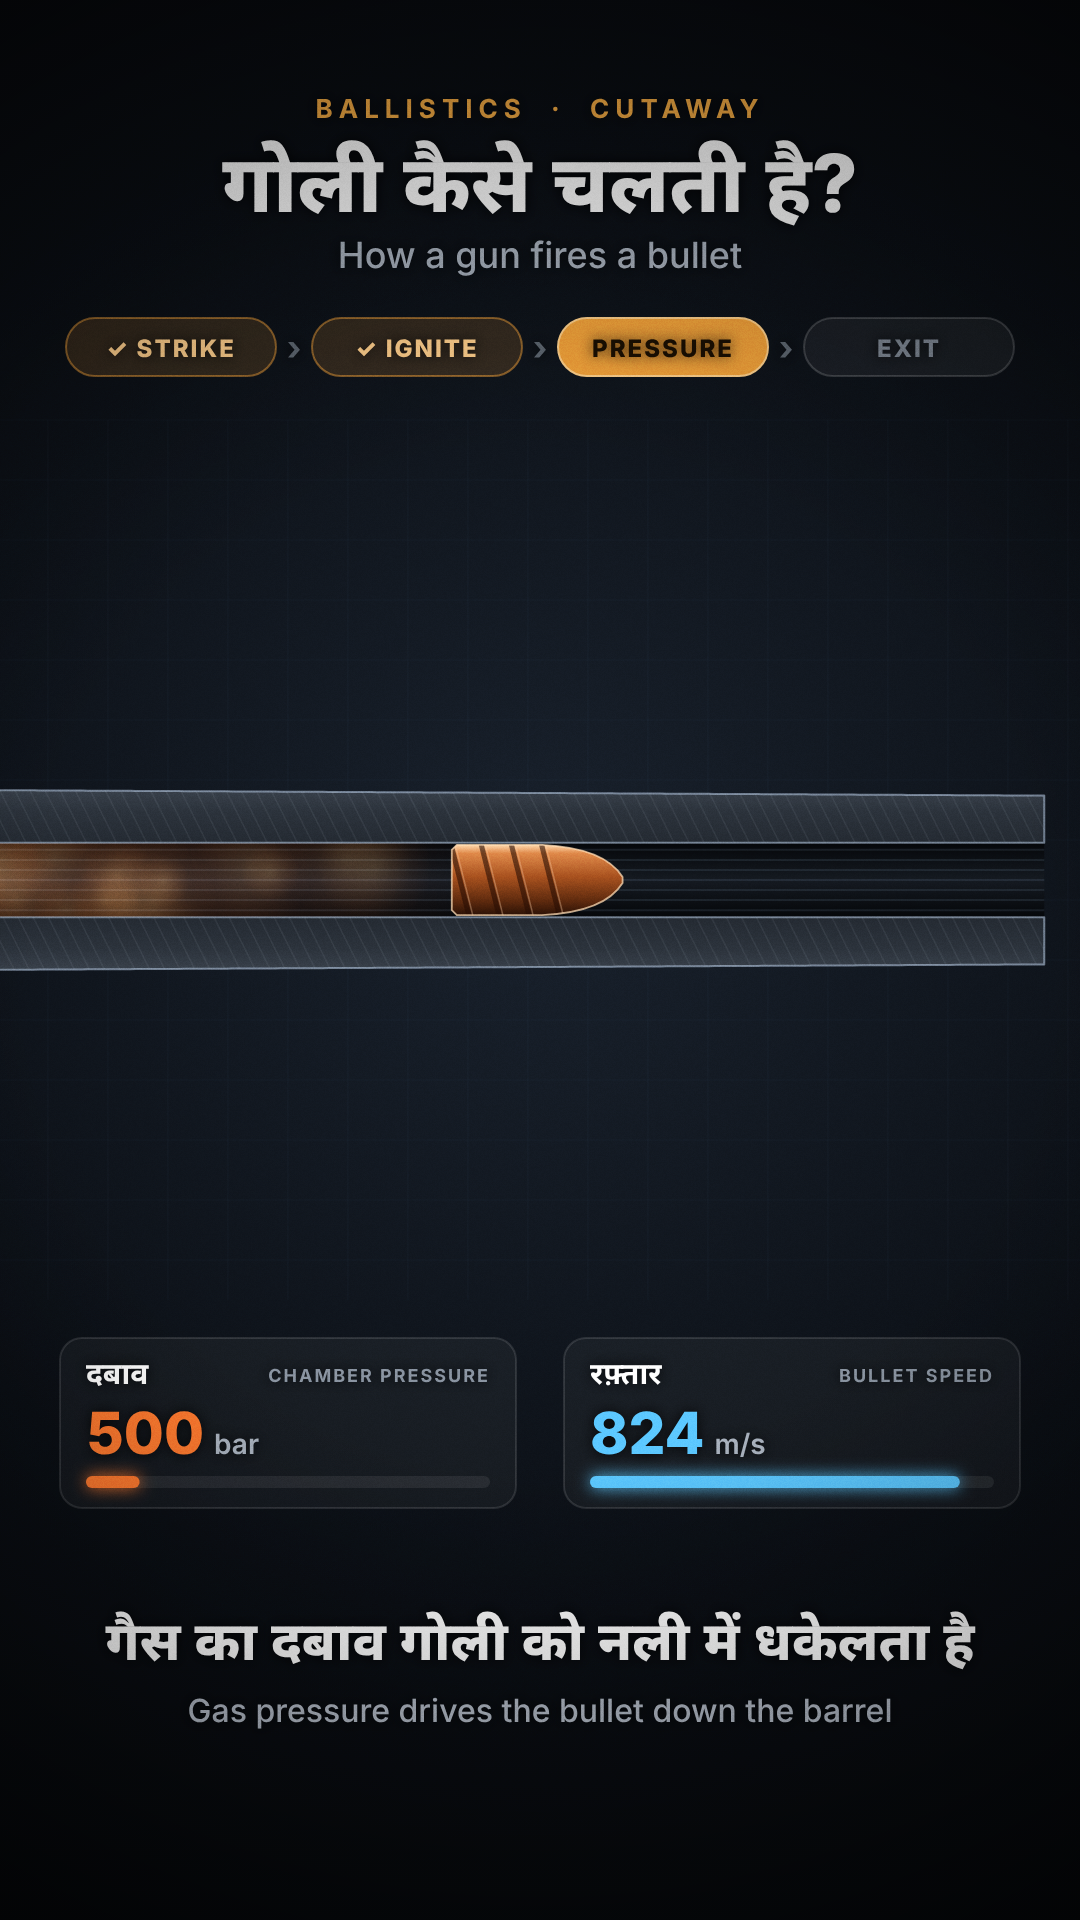 BALLISTICS · CUTAWAY
गोली कैसे चलती है?
How a gun fires a bullet
✓ STRIKE › ✓ IGNITE › PRESSURE › EXIT
दबाव CHAMBER PRESSURE
500 bar
रफ़्तार BULLET SPEED
824 m/s
गैस का दबाव गोली को नली में धकेलता है
Gas pressure drives the bullet down the barrel